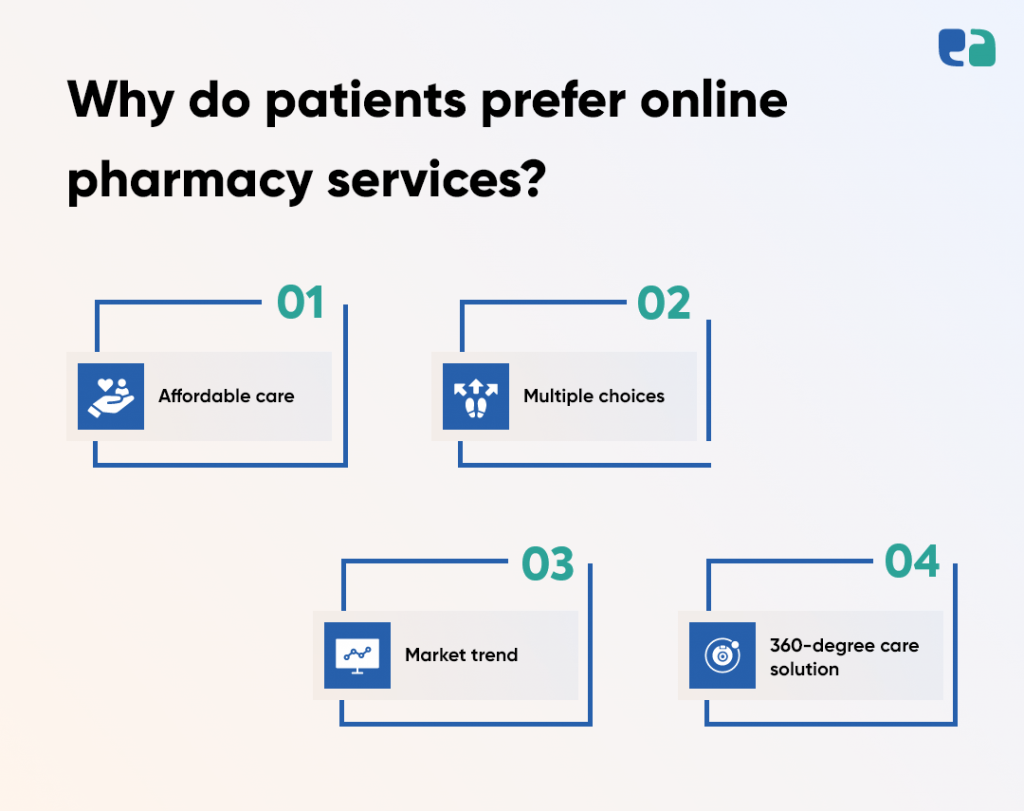 Why do patients prefer online
pharmacy services?
01
Affordable care
02
Multiple choices
03
Market trend
04
360-degree care
solution